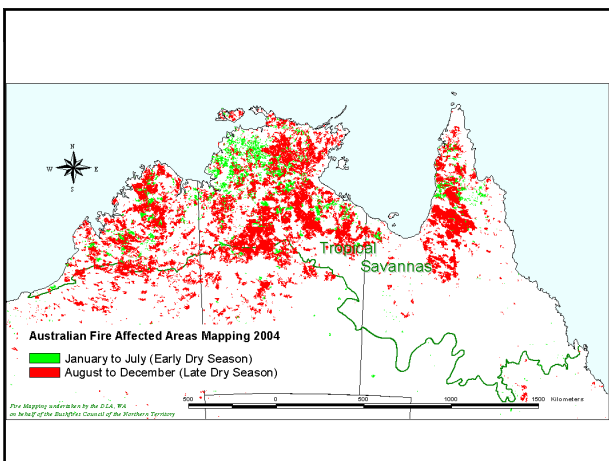 N
W E
S
Tropical
Savannas
Australian Fire Affected Areas Mapping 2004
January to July (Early Dry Season)
August to December (Late Dry Season)
500 0 500 1000 1500 Kilometers
Fire Mapping undertaken by the DLA, WA
on behalf of the Bushfires Council of the Northern Territory